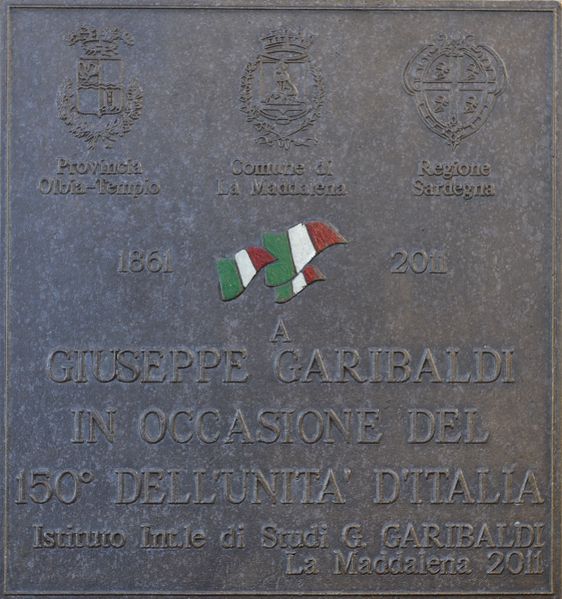 Provincia
Olbia-Tempio
Comune di
La Maddalena
Regione
Sardegna
1861 2011
A
GIUSEPPE GARIBALDI
IN OCCASIONE DEL
150° DELL'UNITA' D'ITALÍA
Istituto Int.le di Studi G. GARIBALDI
La Maddalena 2011